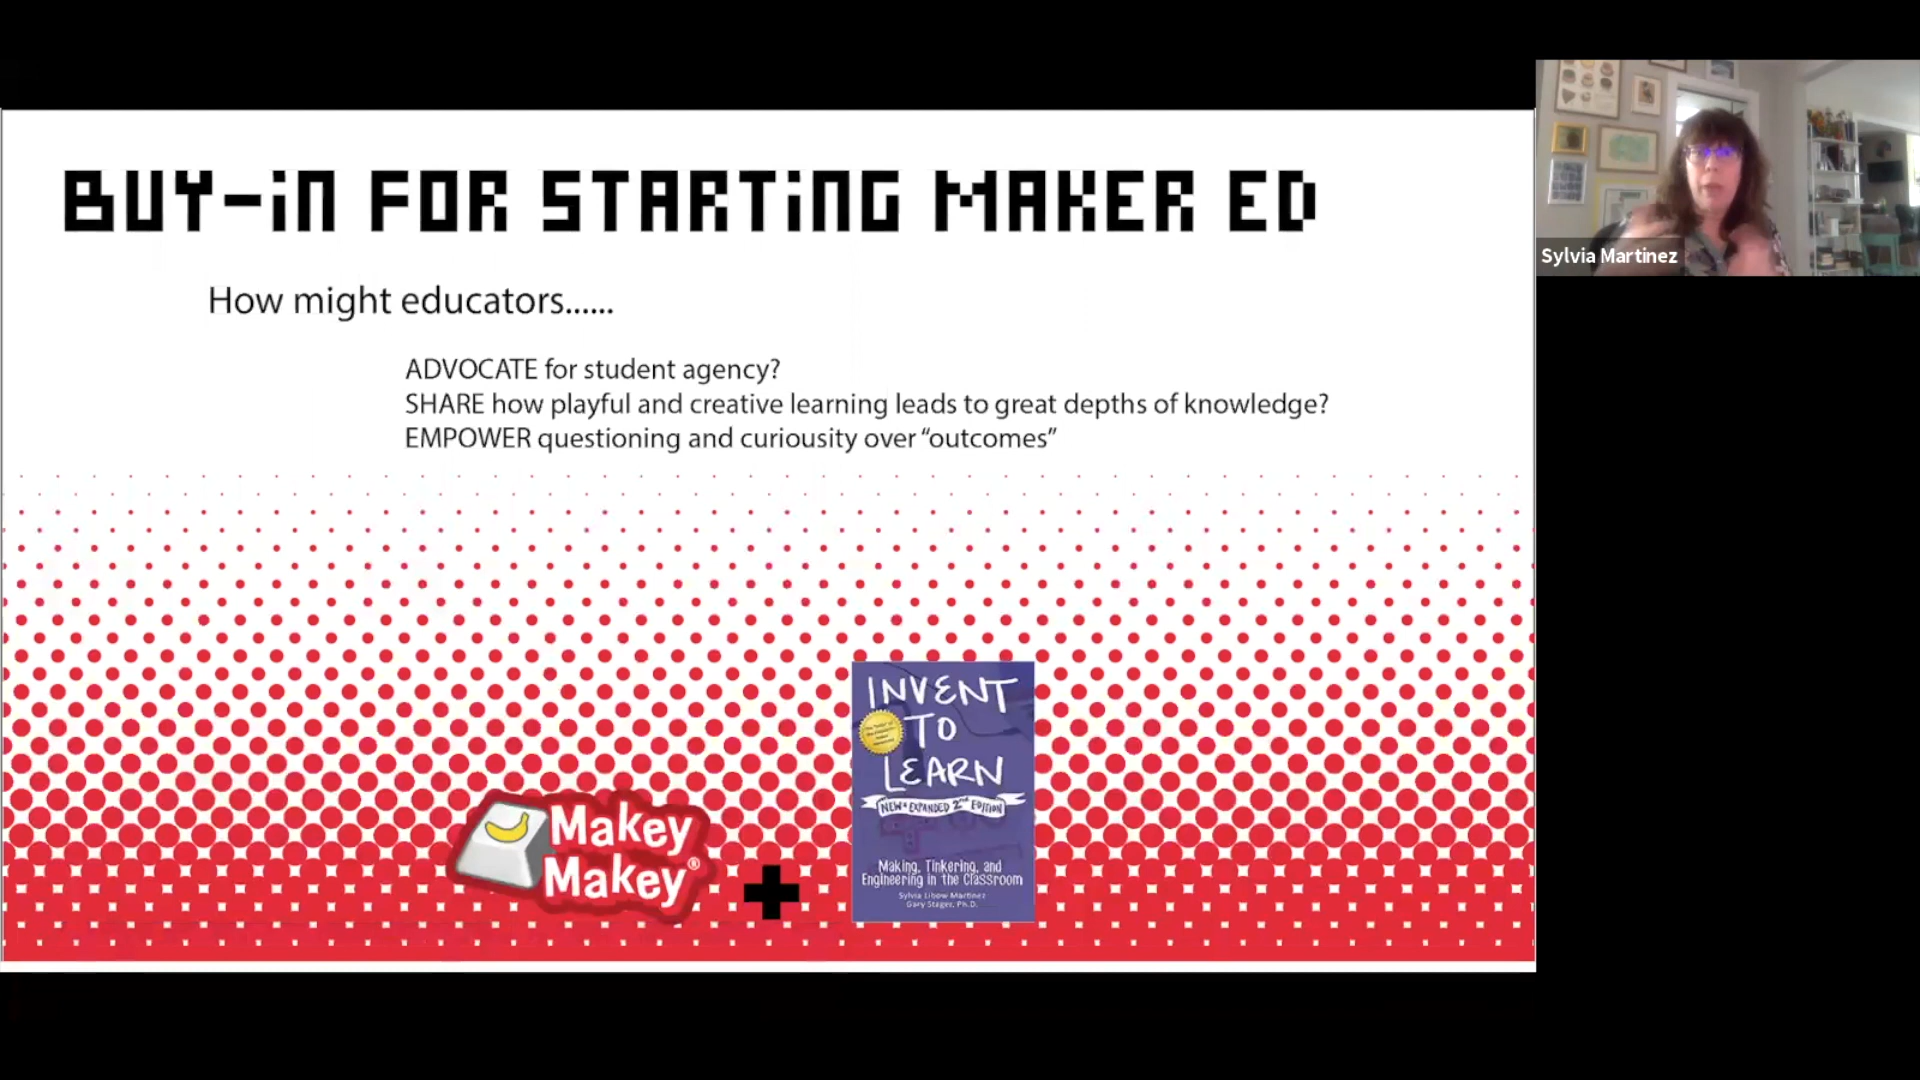 BUY-iN FOR STARTiNG MAKER ED
How might educators......
ADVOCATE for student agency?
SHARE how playful and creative learning leads to great depths of knowledge?
EMPOWER questioning and curiousity over “outcomes”
Sylvia Martinez
INVENT
TO
LEARN
NEW & EXPANDED 2ND EDITION
Making, Tinkering, and
Engineering in the Classroom
Sylvia Libow Martinez
Gary Stager, Ph.D.
Makey
Makey®